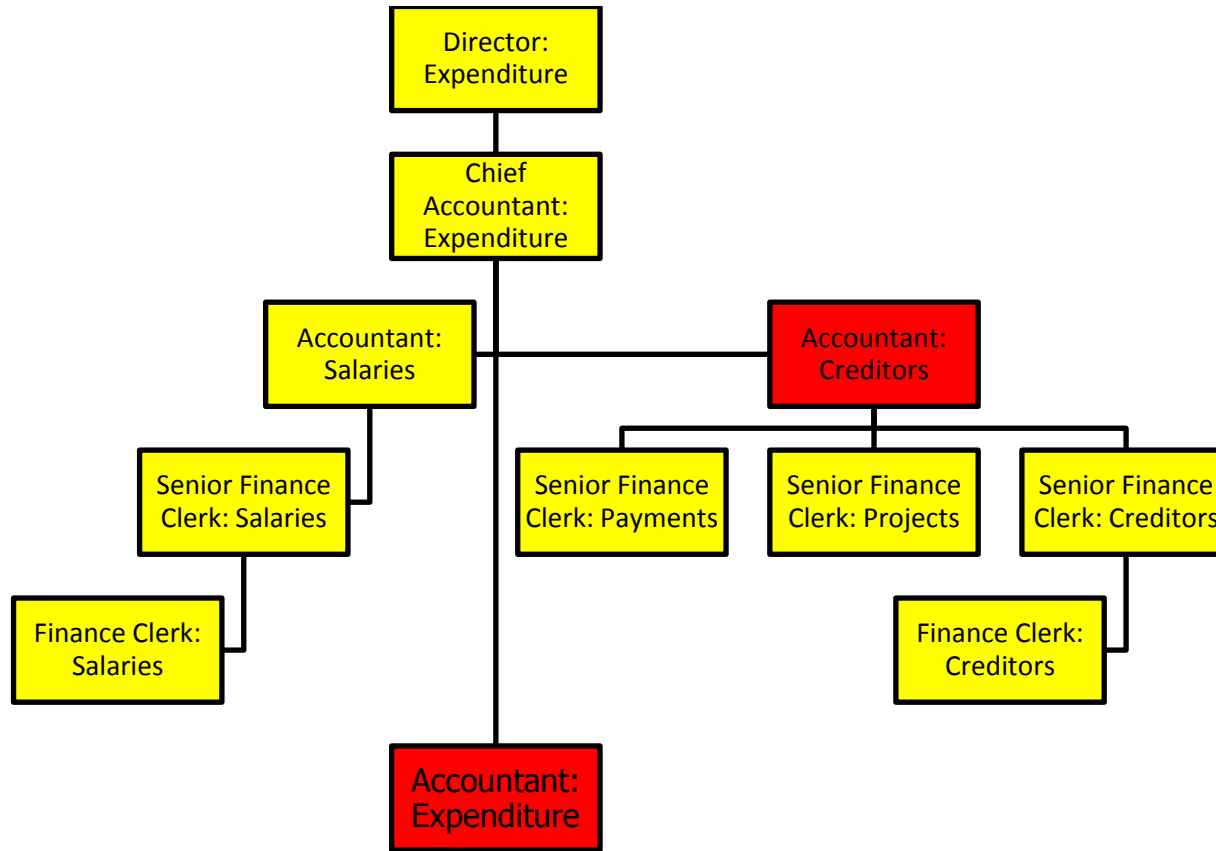 Director:
Expenditure
Chief
Accountant:
Expenditure
Accountant:
Salaries
Accountant:
Creditors
Senior Finance
Clerk: Salaries
Senior Finance
Clerk: Payments
Senior Finance
Clerk: Projects
Senior Finance
Clerk: Creditors
Finance Clerk:
Salaries
Finance Clerk:
Creditors
Accountant:
Expenditure